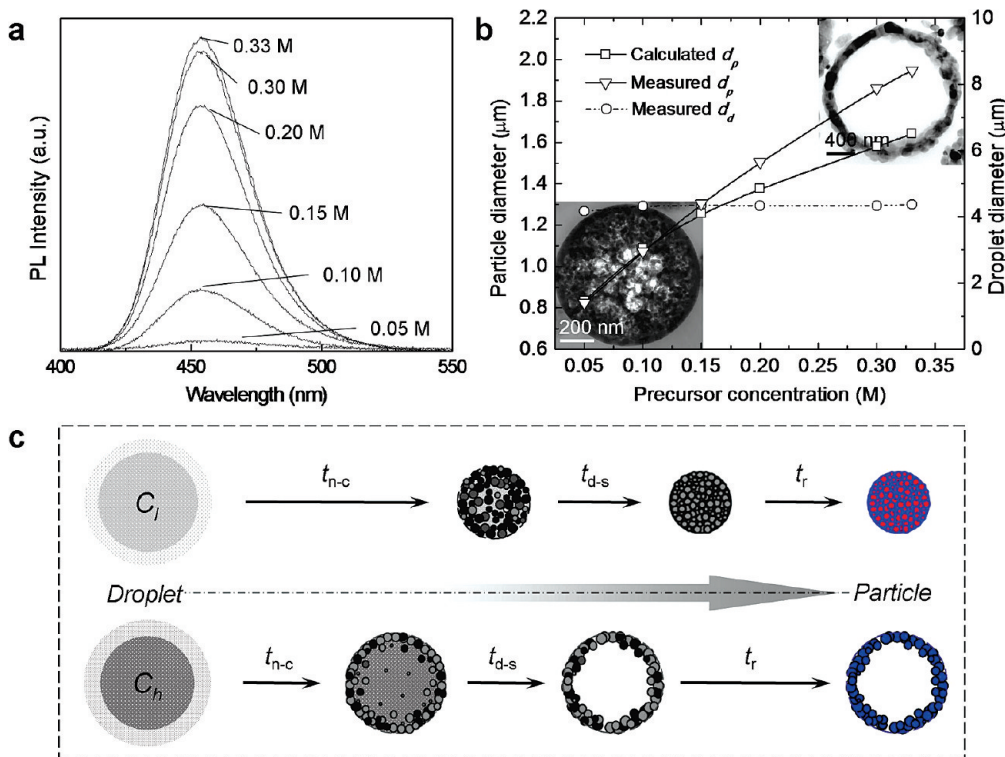 a
PL Intensity (a.u.)
0.33 M
0.30 M
0.20 M
0.15 M
0.10 M
0.05 M
400 450 500 550
Wavelength (nm)
b
Particle diameter (μm)
2.2
2.0
1.8
1.6
1.4
1.2
1.0
0.8
0.6
Calculated dp
Measured dp
Measured dd
400 nm
200 nm
10
8
6
4
2
0
Droplet diameter (μm)
0.05 0.10 0.15 0.20 0.25 0.30 0.35
Precursor concentration (M)
c
Cl tn-c td-s tr
Droplet Particle
Ch tn-c td-s tr